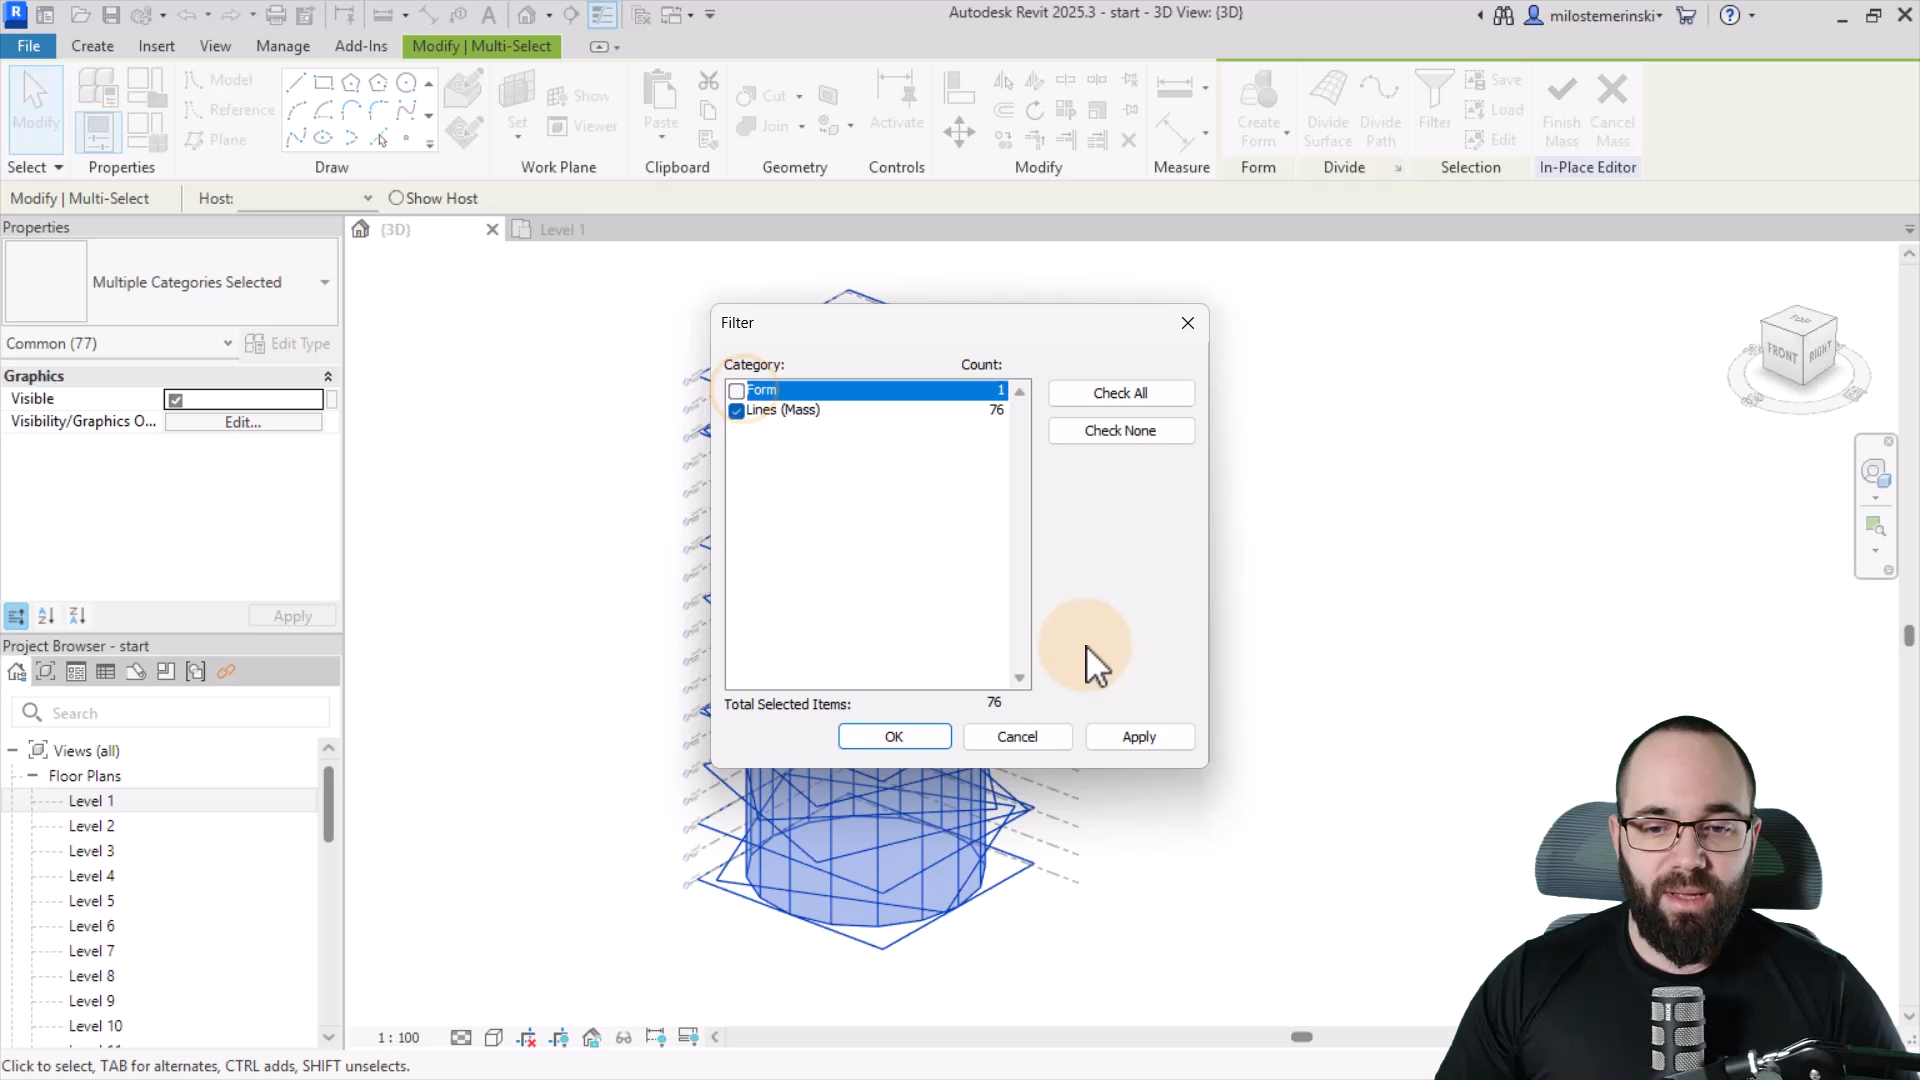 Autodesk Revit 2025.3 - start - 3D View: {3D}
milostemerinski
File
Create
Insert
View
Manage
Add-Ins
Modify | Multi-Select
Modify
Model
Reference
Plane
Set
Show
Viewer
Paste
Cut
Join
Activate
Create
Form
Divide
Surface
Divide
Path
Filter
Save
Load
Edit
Finish
Mass
Cancel
Mass
Select
Properties
Draw
Work Plane
Clipboard
Geometry
Controls
Modify
Measure
Form
Divide
Selection
In-Place Editor
Modify | Multi-Select
Host:
Show Host
Properties
{3D}
Level 1
Multiple Categories Selected
Common (77)
Edit Type
Graphics
Visible
Visibility/Graphics O...
Edit...
Apply
Filter
Category:
Count:
Form
1
Lines (Mass)
76
Check All
Check None
Total Selected Items:
76
OK
Cancel
Apply
TOP
FRONT
RIGHT
Project Browser - start
Search
Views (all)
Floor Plans
Level 1
Level 2
Level 3
Level 4
Level 5
Level 6
Level 7
Level 8
Level 9
Level 10
1 : 100
Click to select, TAB for alternates, CTRL adds, SHIFT unselects.